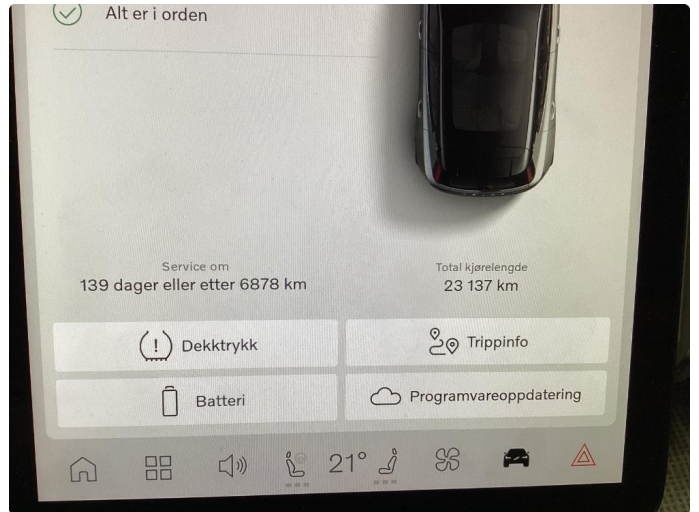 Alt er i orden
Service om
139 dager eller etter 6878 km
Total kjørelengde
23 137 km
Dekktrykk
Trippinfo
Batteri
Programvareoppdatering
21°